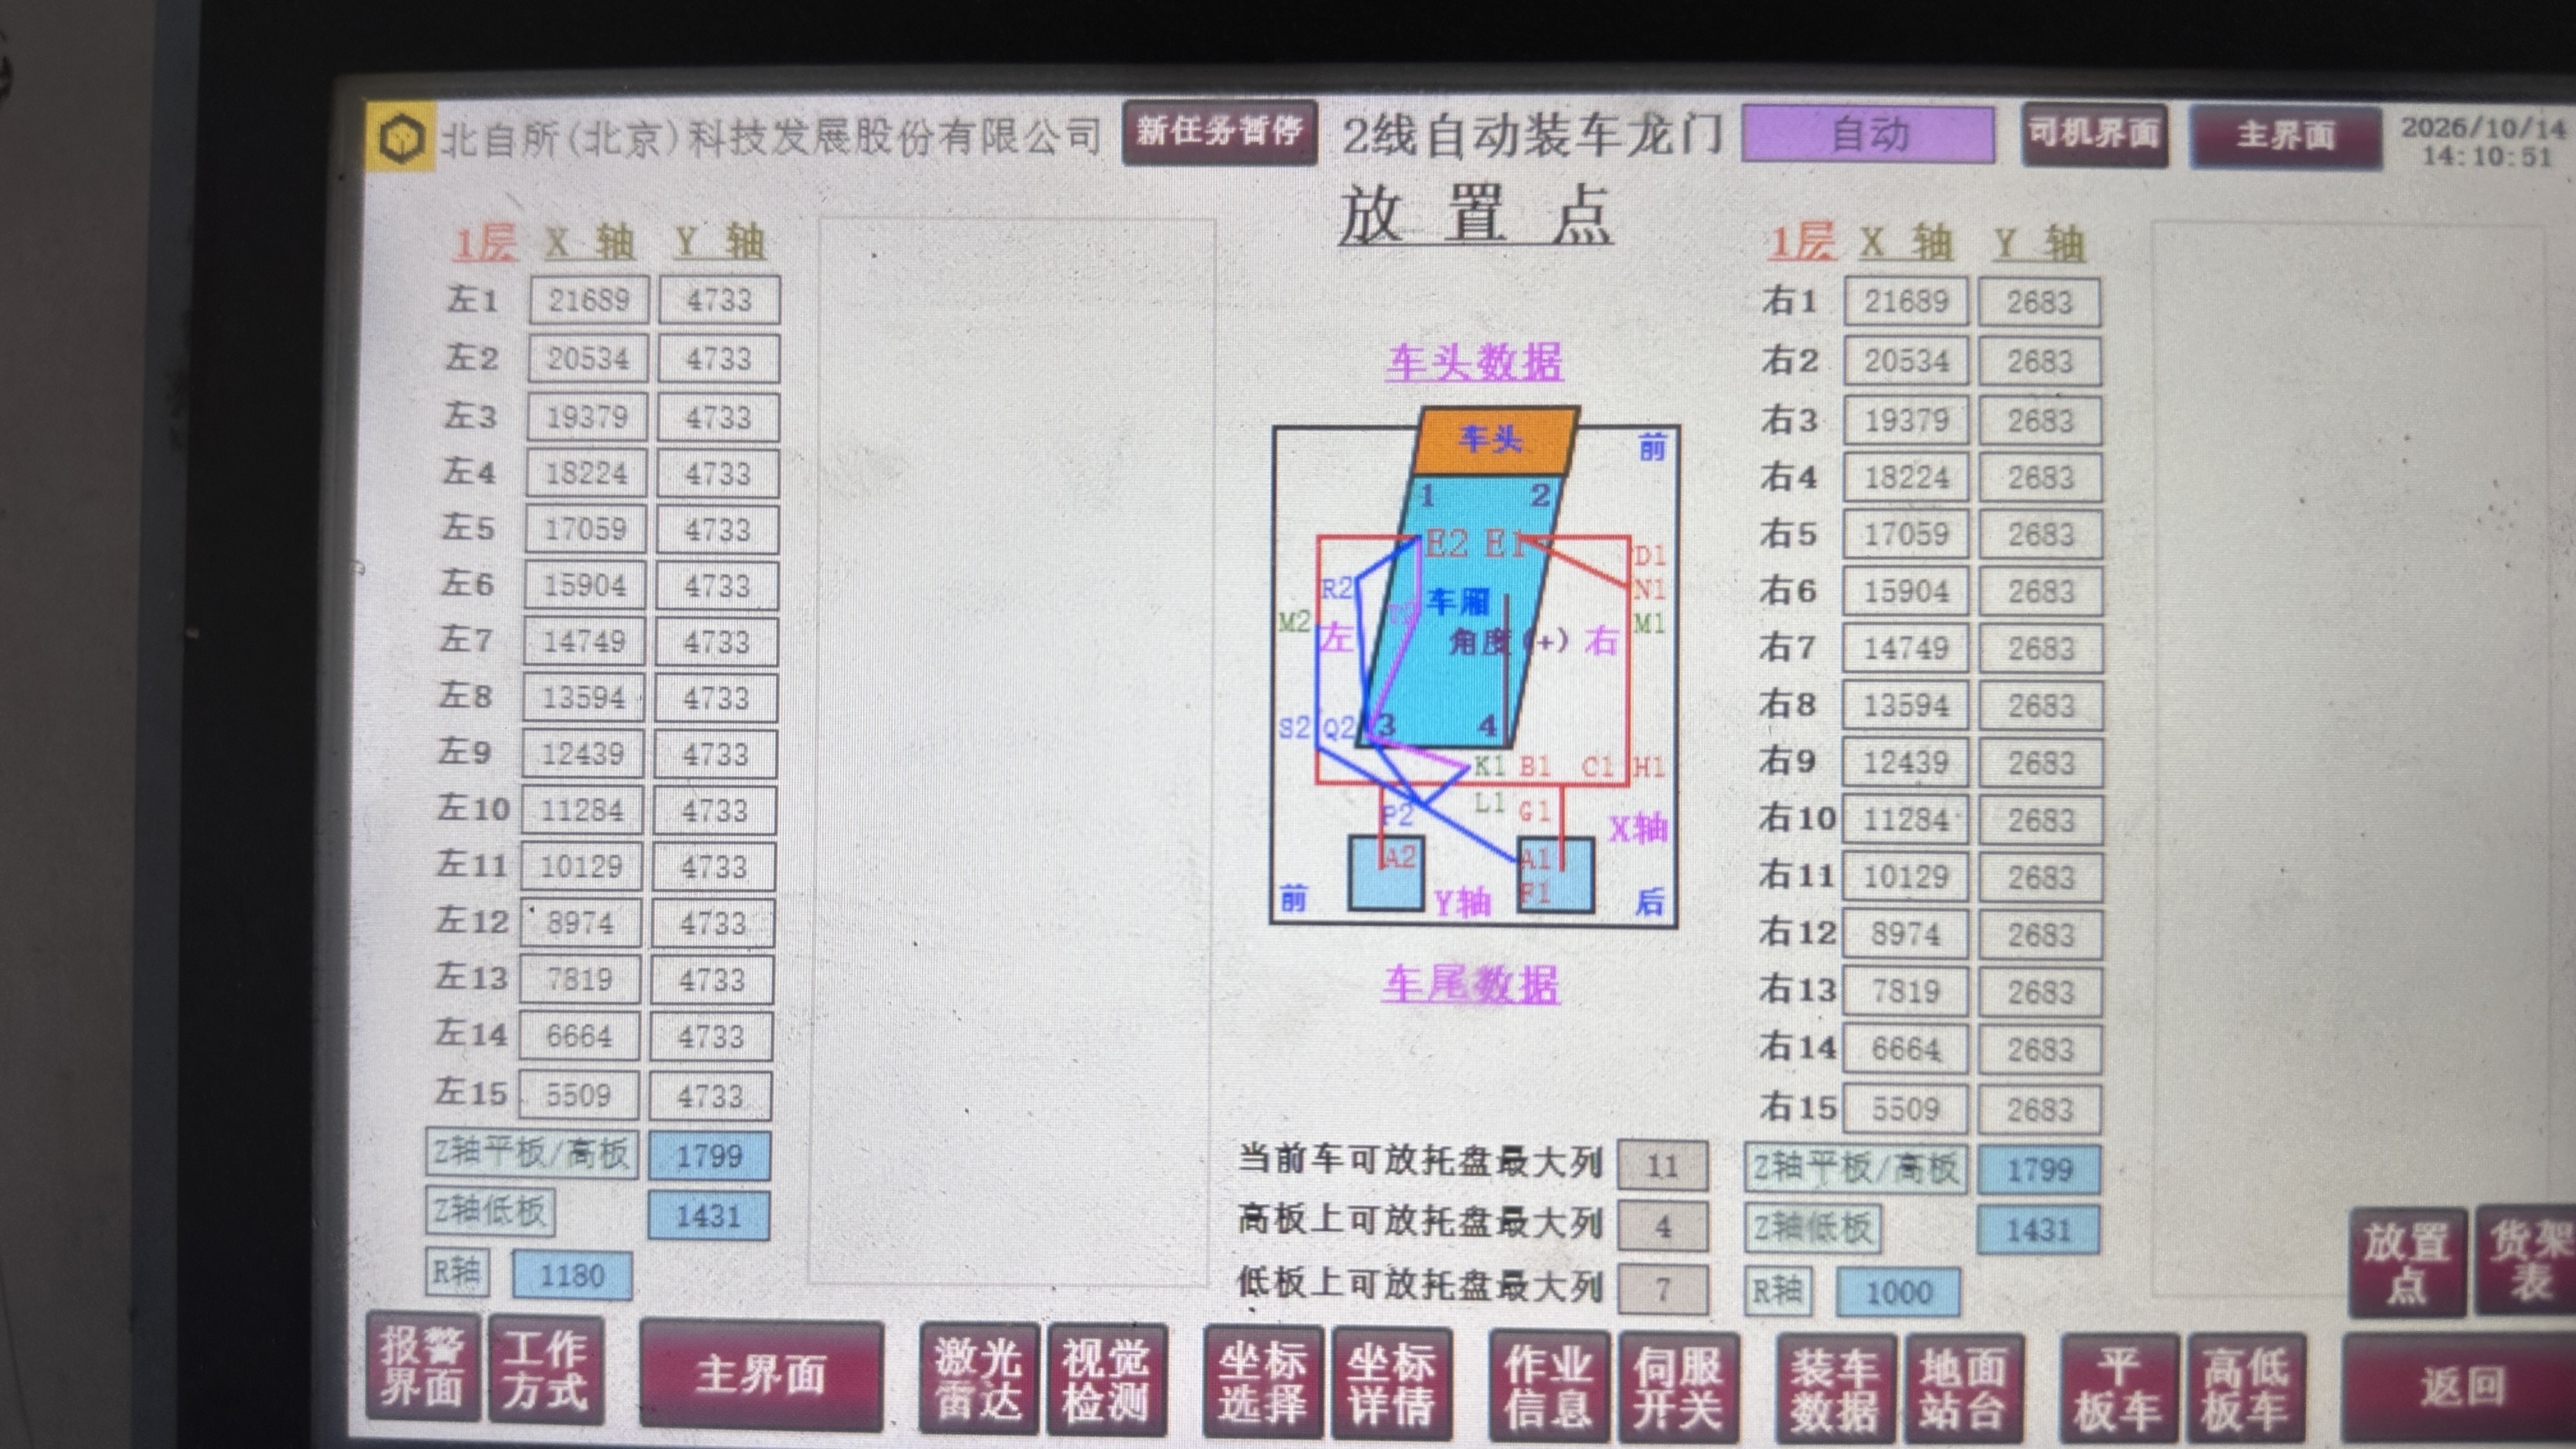 北自所(北京)科技发展股份有限公司 新任务暂停 2线自动装车龙门 自动 司机界面 主界面 2026/10/14
14:10:51
放 置 点
1层 X 轴 Y 轴
左1 21689 4733
左2 20534 4733
左3 19379 4733
左4 18224 4733
左5 17059 4733
左6 15904 4733
左7 14749 4733
左8 13594 4733
左9 12439 4733
左10 11284 4733
左11 10129 4733
左12 8974 4733
左13 7819 4733
左14 6664 4733
左15 5509 4733
Z轴平板/高板 1799
Z轴低板 1431
R轴 1180
车头数据
车头 前
1 2
E2 E1 D1
R2 车厢 N1
M2 左 角度(+) 右 M1
S2 Q2 3 4
K1 B1 C1 H1
P2 L1 G1 X轴
A2 A1
前 Y轴 F1 后
车尾数据
当前车可放托盘最大列 11
高板上可放托盘最大列 4
低板上可放托盘最大列 7
1层 X 轴 Y 轴
右1 21689 2683
右2 20534 2683
右3 19379 2683
右4 18224 2683
右5 17059 2683
右6 15904 2683
右7 14749 2683
右8 13594 2683
右9 12439 2683
右10 11284 2683
右11 10129 2683
右12 8974 2683
右13 7819 2683
右14 6664 2683
右15 5509 2683
Z轴平板/高板 1799
Z轴低板 1431
R轴 1000
放置
点
货架
表
报警
界面
工作
方式
主界面
激光
雷达
视觉
检测
坐标
选择
坐标
详情
作业
信息
伺服
开关
装车
数据
地面
站台
平
板车
高低
板车
返回